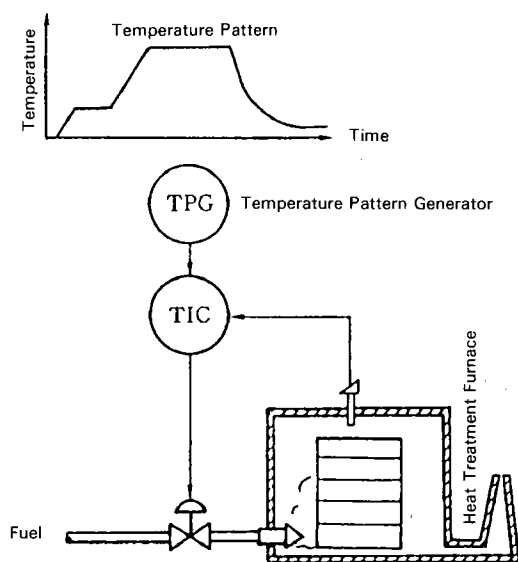 Temperature Pattern
Temperature
Time
TPG
Temperature Pattern Generator
TIC
Heat Treatment Furnace
Fuel